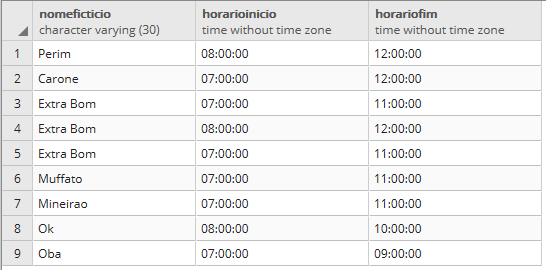 nomeficticio horarioinicio horariofim
character varying (30) time without time zone time without time zone
1 Perim 08:00:00 12:00:00
2 Carone 07:00:00 12:00:00
3 Extra Bom 07:00:00 11:00:00
4 Extra Bom 08:00:00 12:00:00
5 Extra Bom 07:00:00 11:00:00
6 Muffato 07:00:00 11:00:00
7 Mineirao 07:00:00 11:00:00
8 Ok 08:00:00 10:00:00
9 Oba 07:00:00 09:00:00